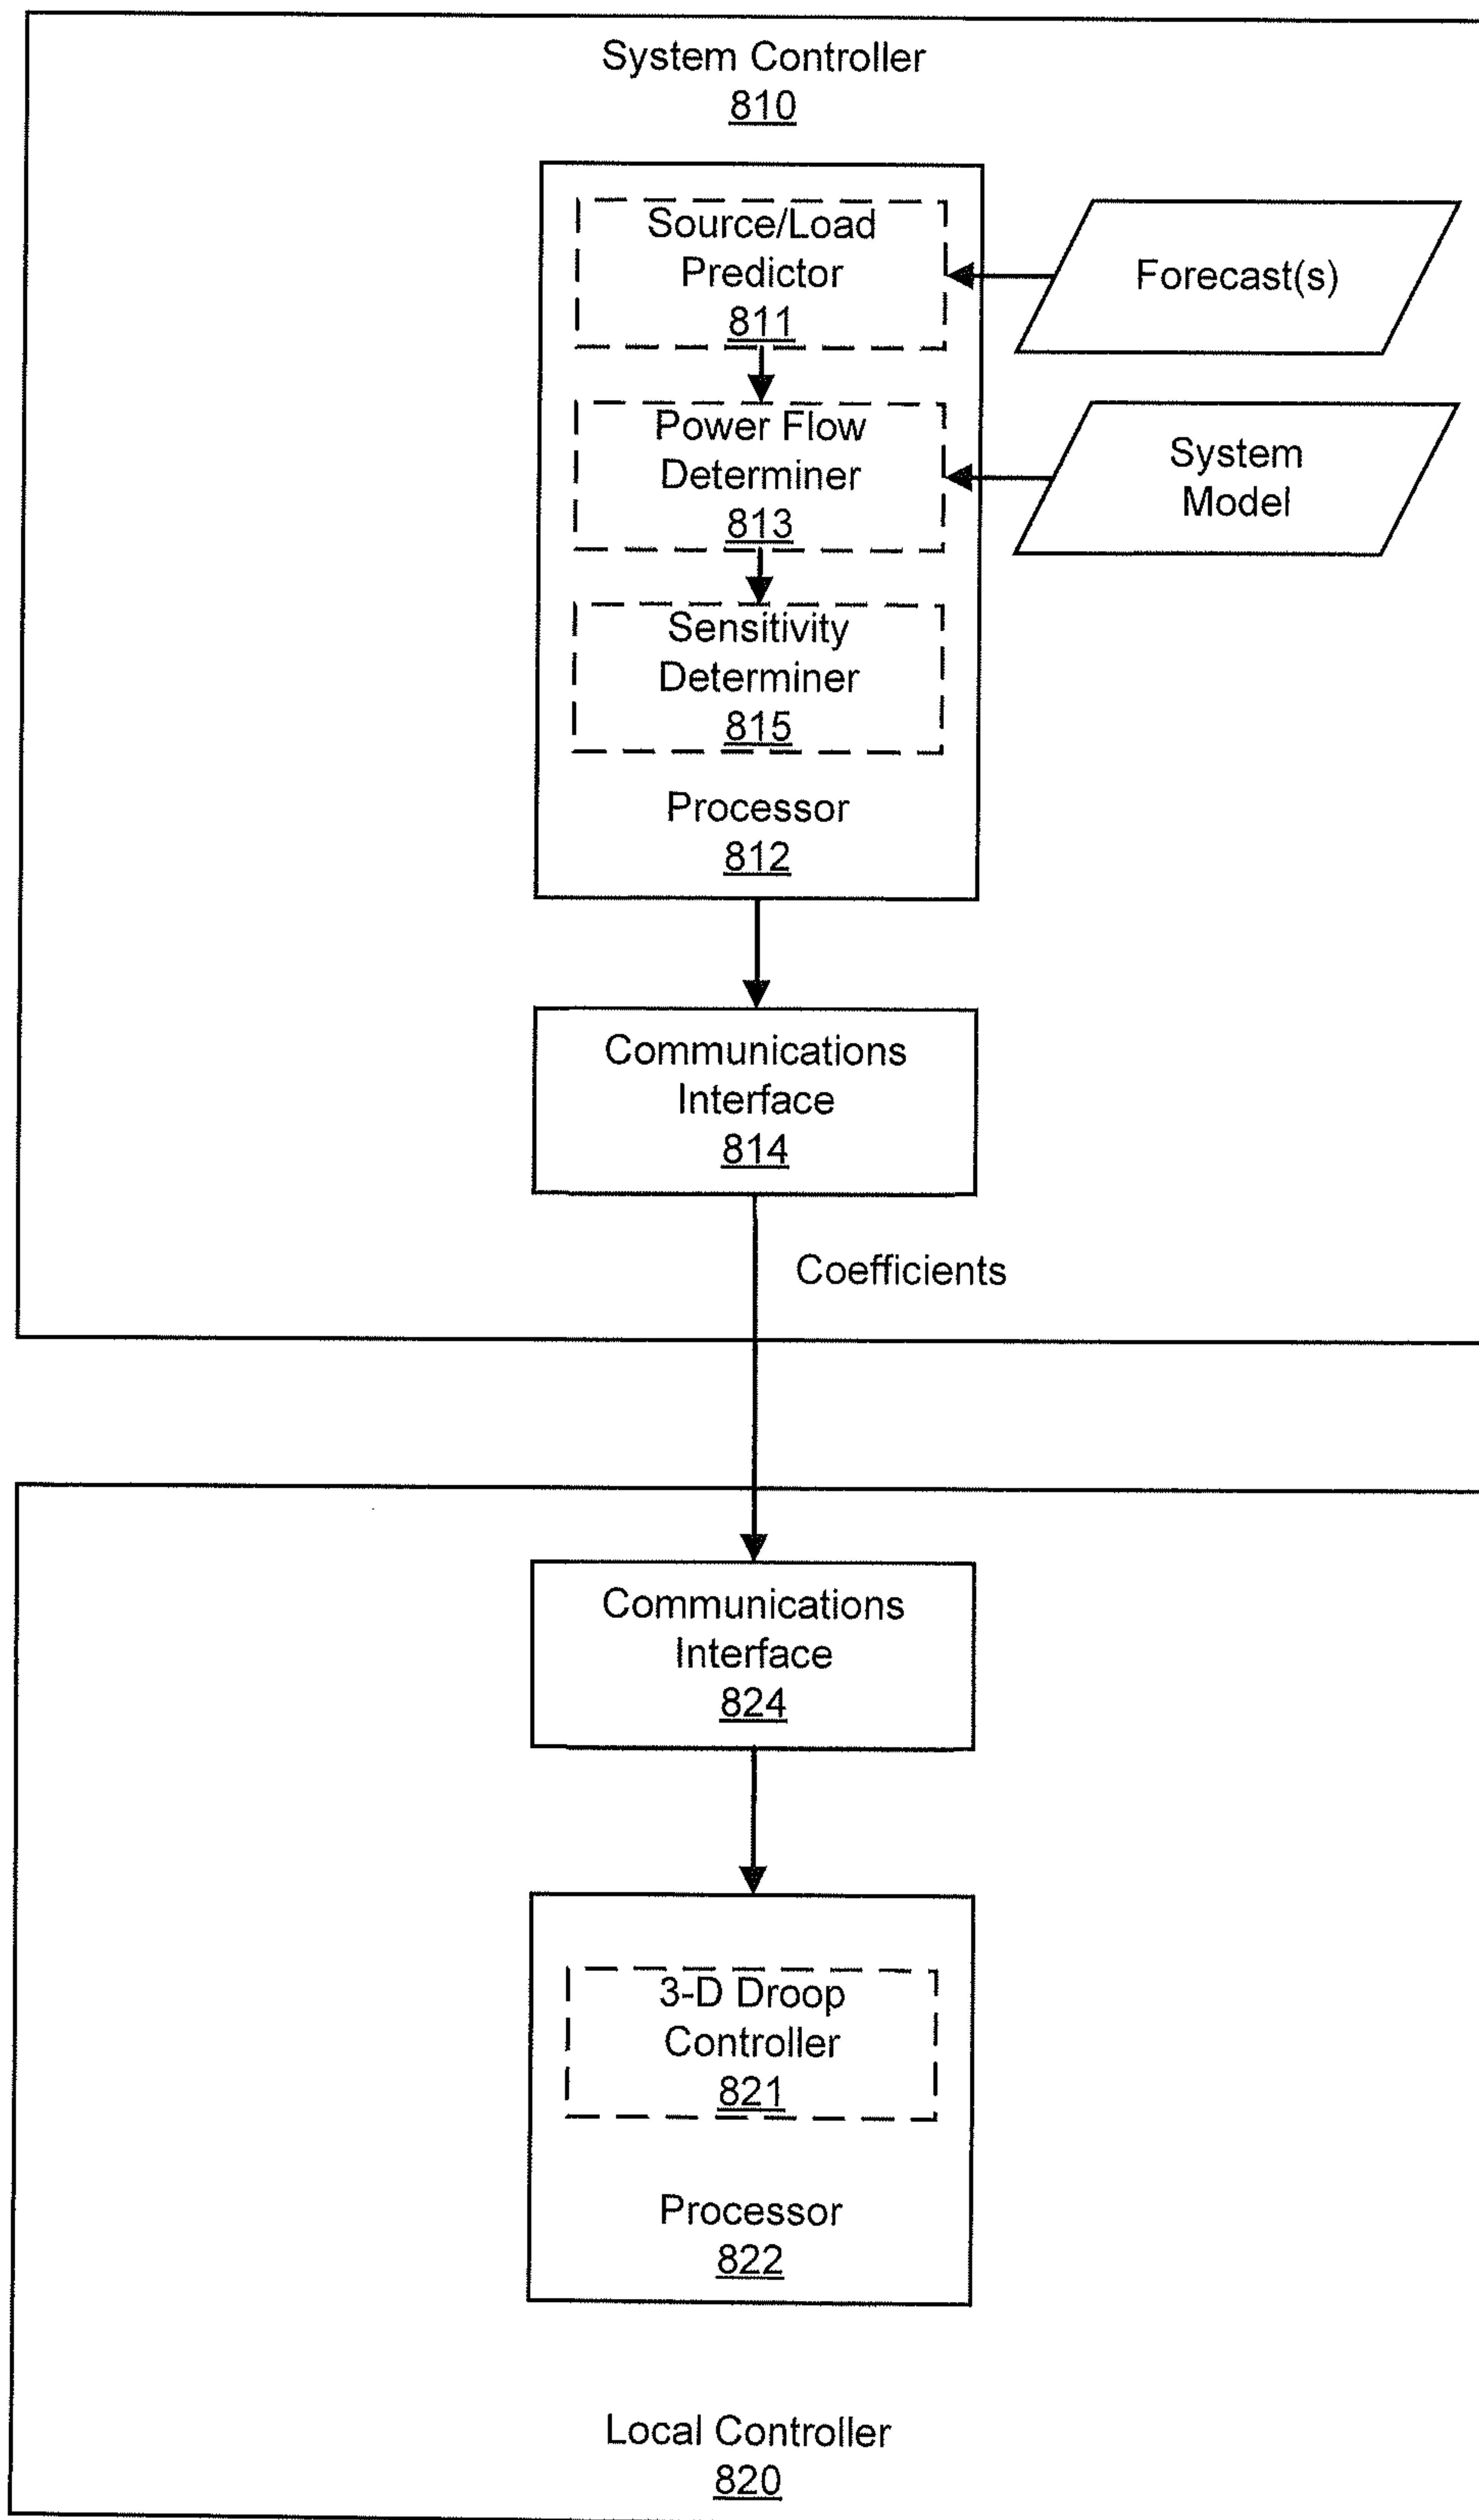 System Controller
810
Source/Load
Predictor
811
Forecast(s)
Power Flow
Determiner
813
System
Model
Sensitivity
Determiner
815
Processor
812
Communications
Interface
814
Coefficients
Communications
Interface
824
3-D Droop
Controller
821
Processor
822
Local Controller
820